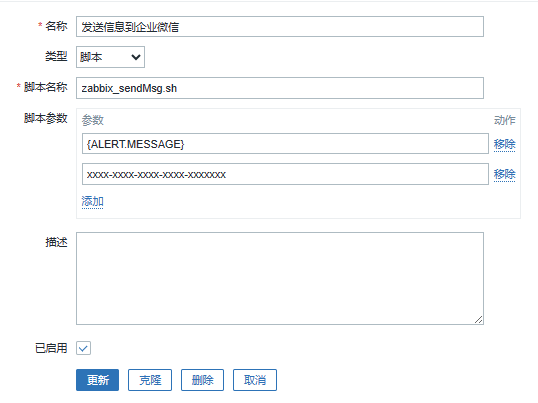 * 名称 发送信息到企业微信
类型 脚本
* 脚本名称 zabbix_sendMsg.sh
脚本参数 参数 动作
{ALERT.MESSAGE} 移除
xxxx-xxxx-xxxx-xxxx-xxxxxxx 移除
添加
描述
已启用
更新 克隆 删除 取消